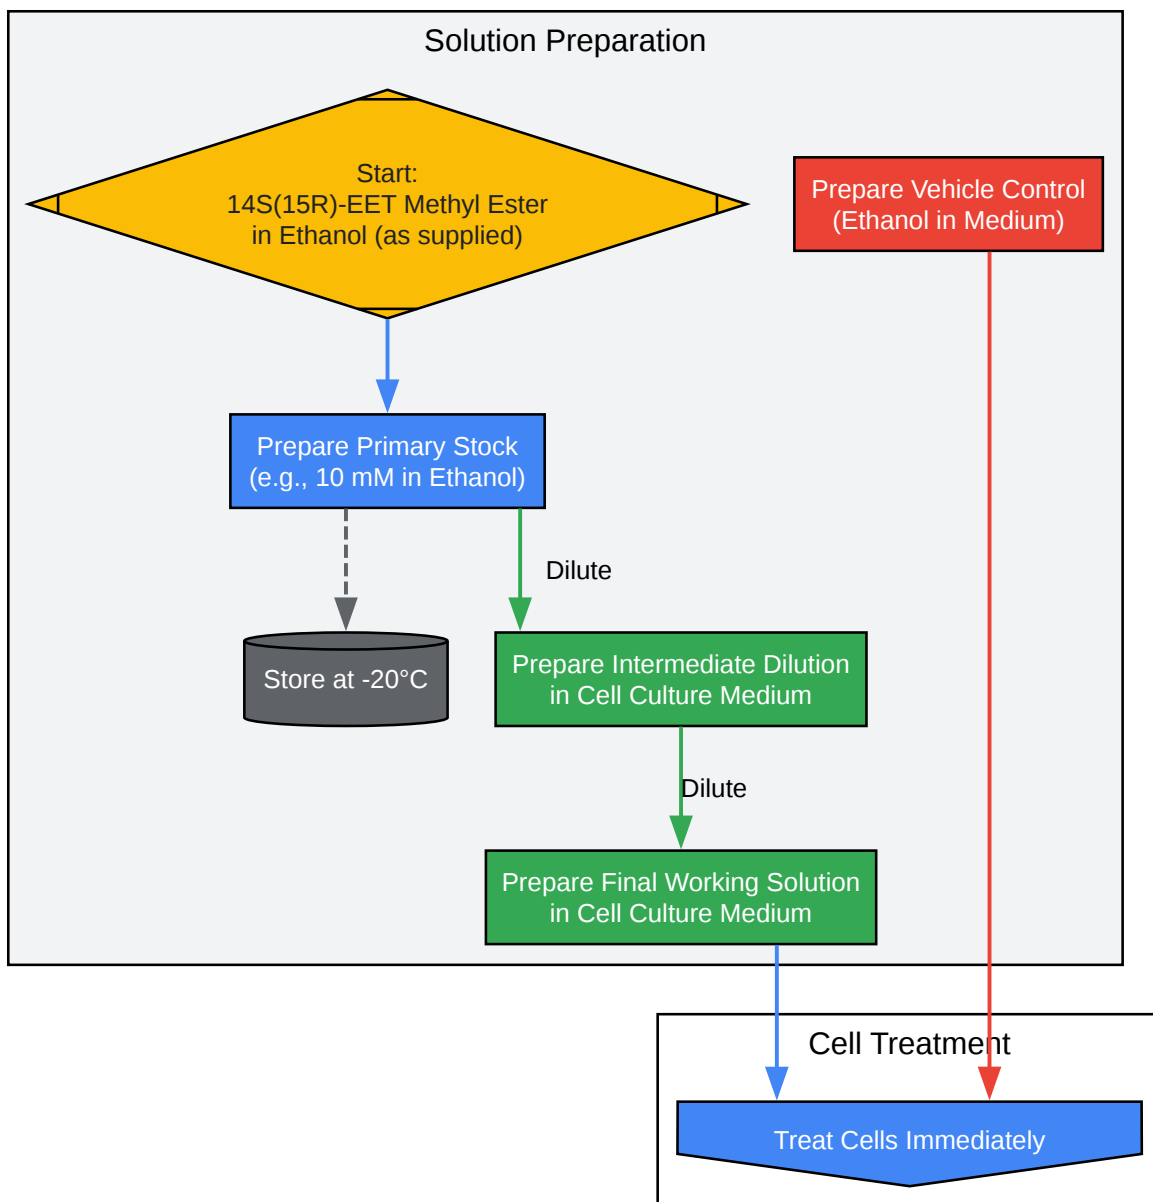 Solution Preparation
Start:
14S(15R)-EET Methyl Ester
in Ethanol (as supplied)
Prepare Vehicle Control
(Ethanol in Medium)
Prepare Primary Stock
(e.g., 10 mM in Ethanol)
Dilute
Store at -20°C
Prepare Intermediate Dilution
in Cell Culture Medium
Dilute
Prepare Final Working Solution
in Cell Culture Medium
Cell Treatment
Treat Cells Immediately